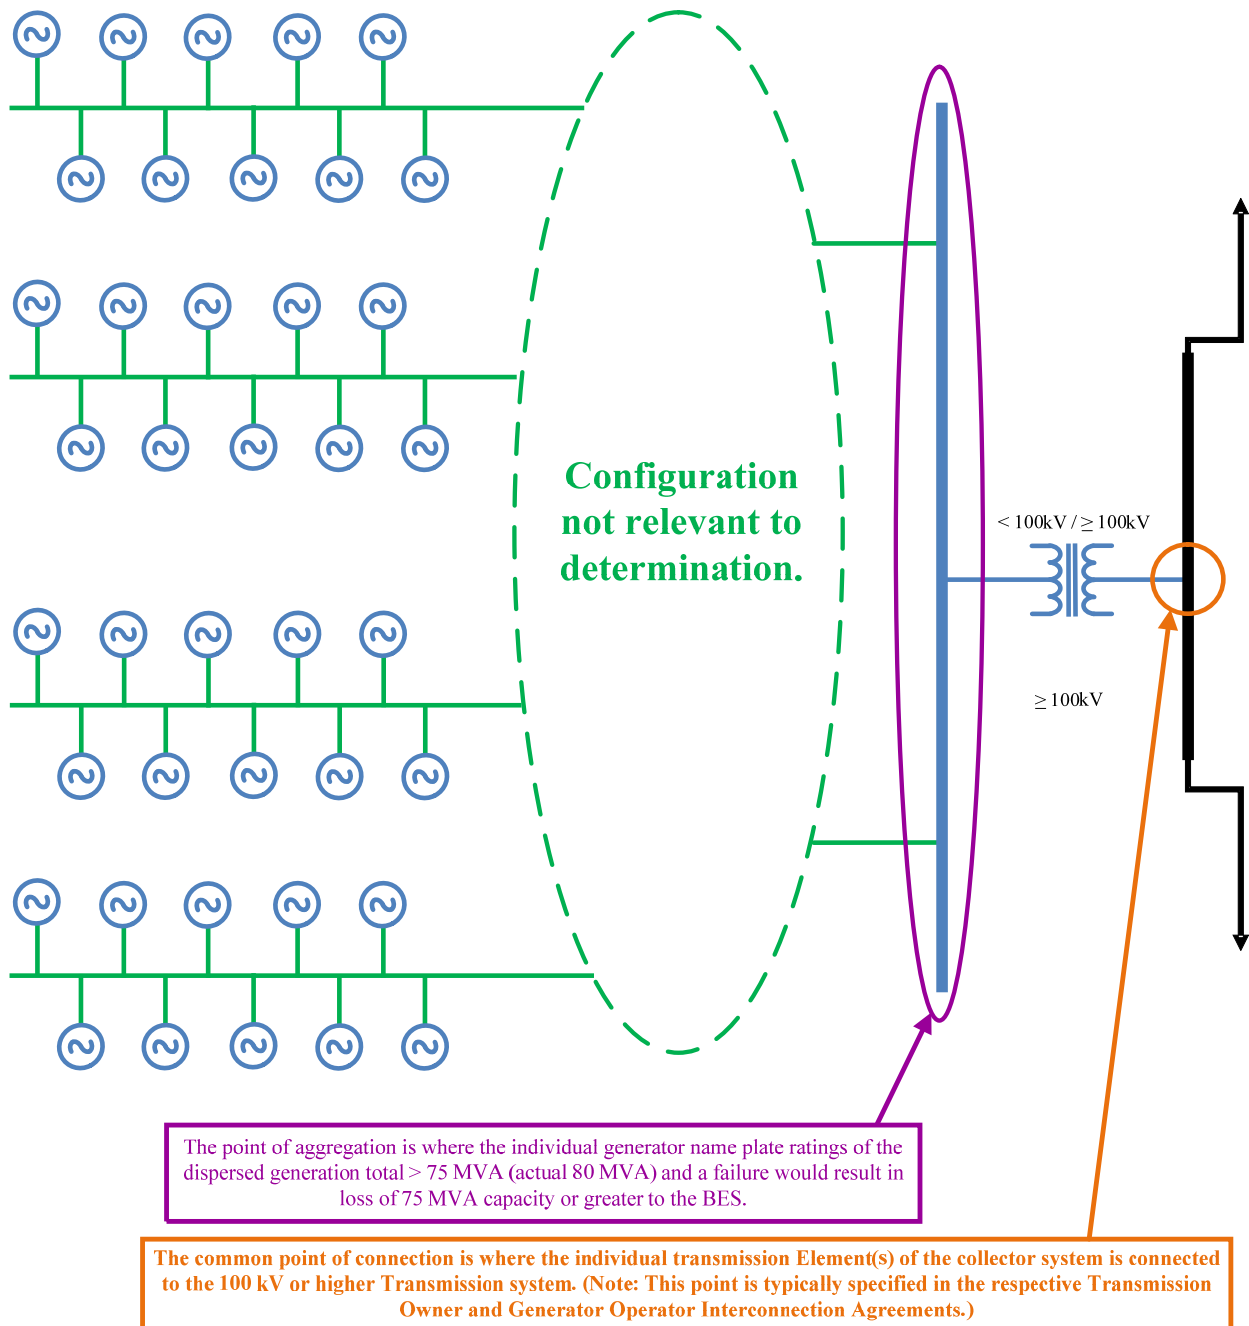 Configuration
not relevant to
determination.
< 100kV / ≥ 100kV
≥ 100kV
The point of aggregation is where the individual generator name plate ratings of the
dispersed generation total > 75 MVA (actual 80 MVA) and a failure would result in
loss of 75 MVA capacity or greater to the BES.
The common point of connection is where the individual transmission Element(s) of the collector system is connected
to the 100 kV or higher Transmission system. (Note: This point is typically specified in the respective Transmission
Owner and Generator Operator Interconnection Agreements.)